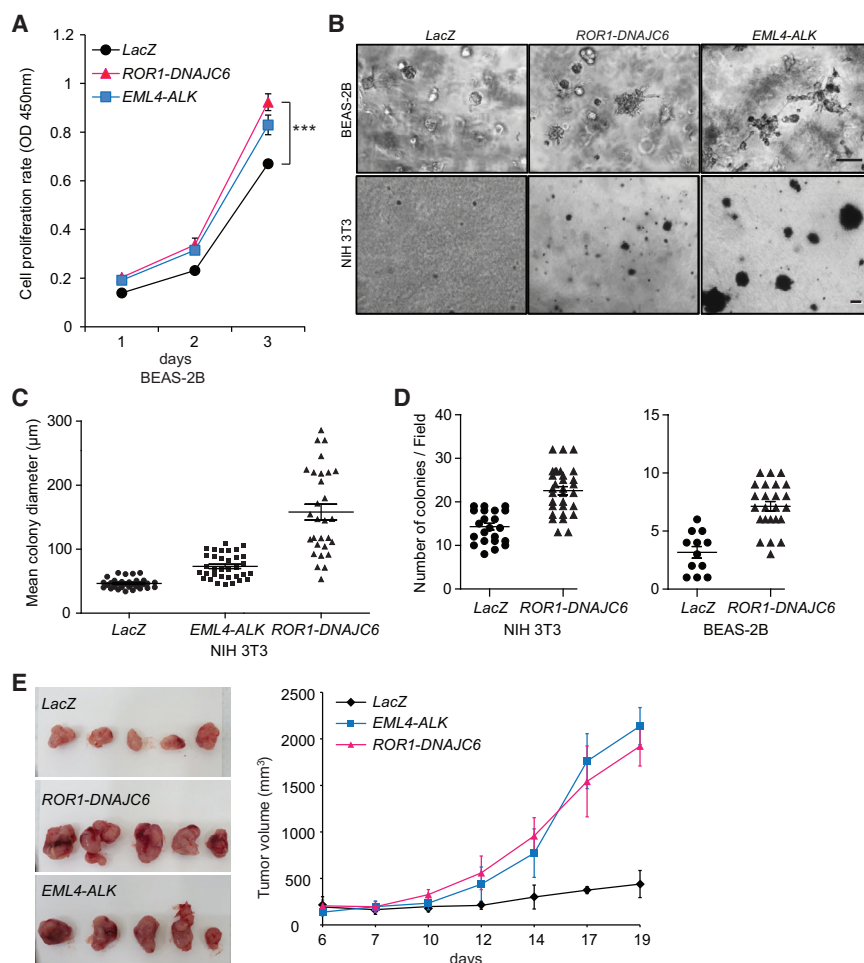 A
LacZ
ROR1-DNAJC6
EML4-ALK
Cell proliferation rate (OD 450nm)
1.2
1
0.8
0.6
0.4
0.2
0
***
1 2 3
days
BEAS-2B
B
LacZ ROR1-DNAJC6 EML4-ALK
BEAS-2B
NIH 3T3
C
Mean colony diameter (µm)
300
200
100
0
LacZ EML4-ALK ROR1-DNAJC6
NIH 3T3
D
Number of colonies / Field
40
30
20
10
0
LacZ ROR1-DNAJC6
NIH 3T3
15
10
5
0
LacZ ROR1-DNAJC6
BEAS-2B
E
LacZ
ROR1-DNAJC6
EML4-ALK
LacZ
EML4-ALK
ROR1-DNAJC6
Tumor volume (mm³)
2500
2000
1500
1000
500
0
6 7 10 12 14 17 19
days